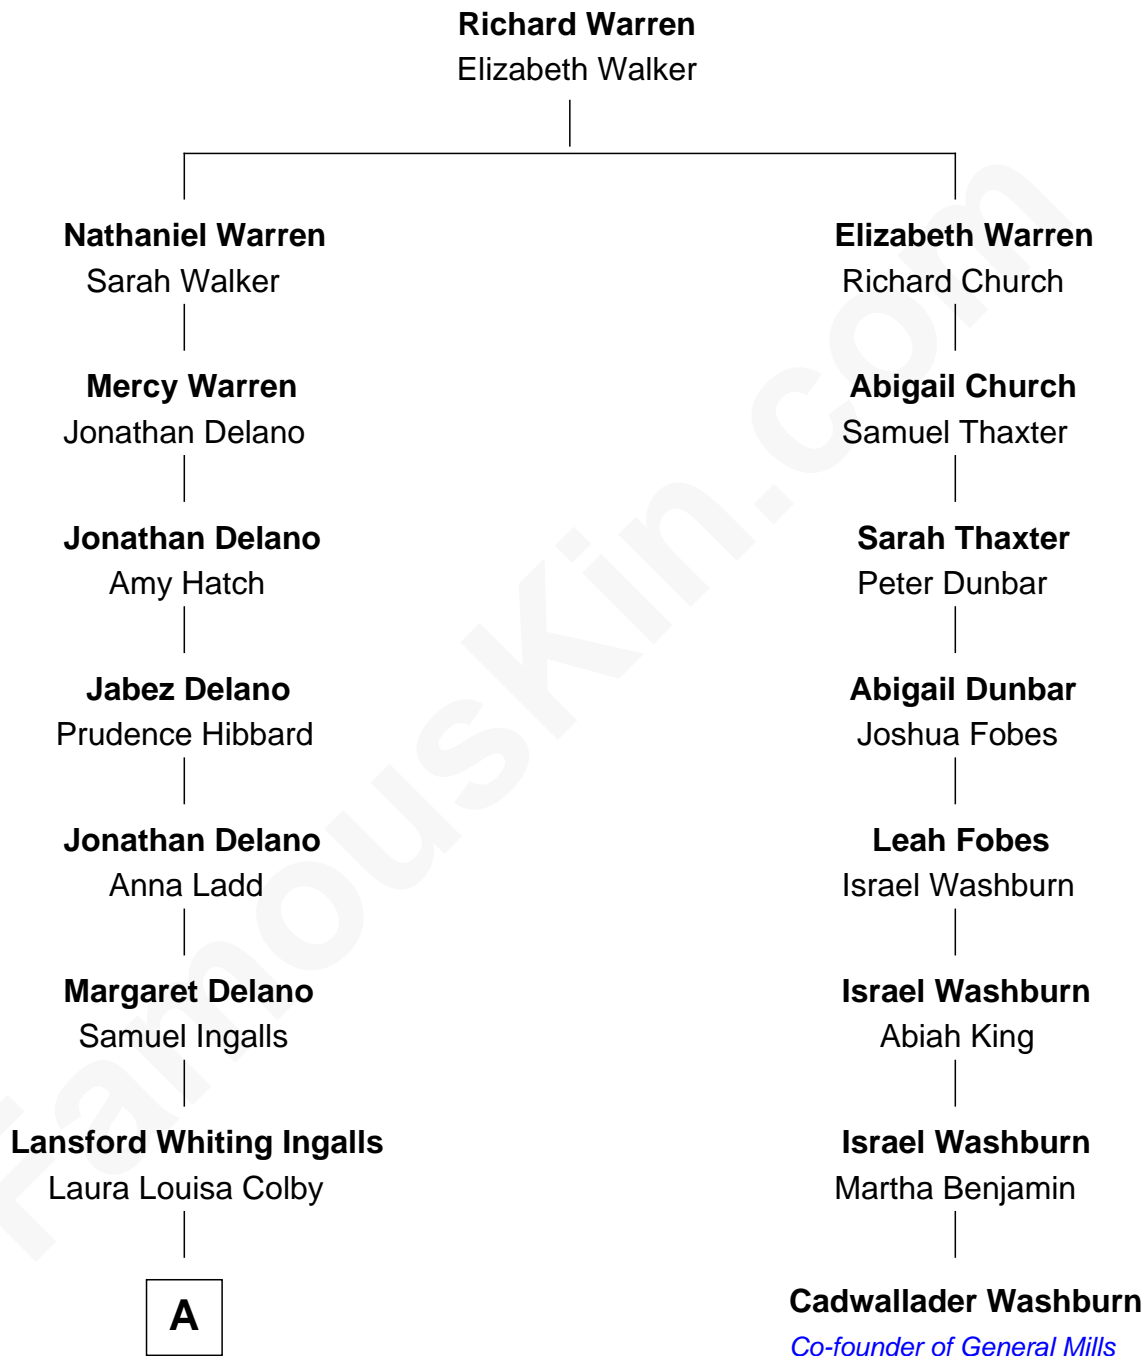 Richard Warren
Elizabeth Walker
Nathaniel Warren
Sarah Walker
Elizabeth Warren
Richard Church
Mercy Warren
Jonathan Delano
Abigail Church
Samuel Thaxter
Jonathan Delano
Amy Hatch
Sarah Thaxter
Peter Dunbar
Jabez Delano
Prudence Hibbard
Abigail Dunbar
Joshua Fobes
Jonathan Delano
Anna Ladd
Leah Fobes
Israel Washburn
Margaret Delano
Samuel Ingalls
Israel Washburn
Abiah King
Lansford Whiting Ingalls
Laura Louisa Colby
Israel Washburn
Martha Benjamin
A
Cadwallader Washburn
Co-founder of General Mills
FamousKin.com